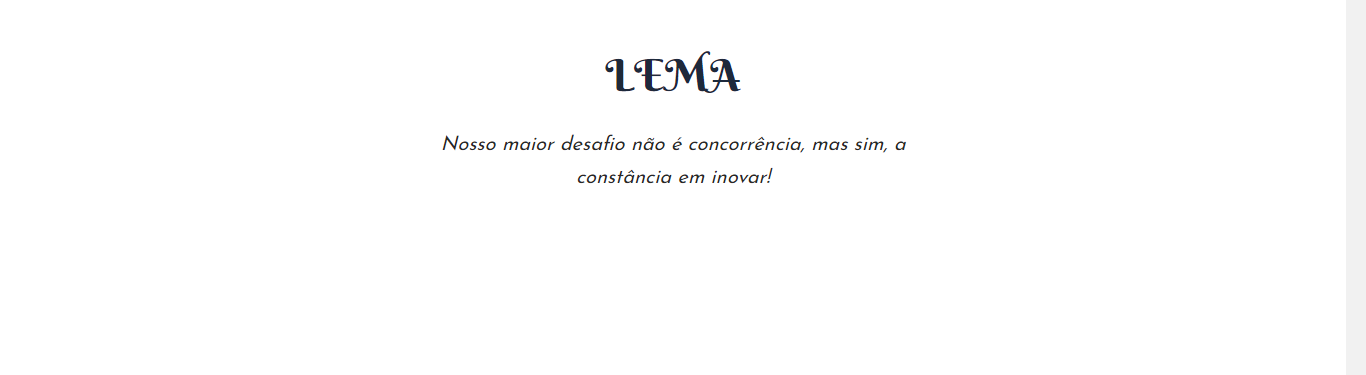 LEMA
Nosso maior desafio não é concorrência, mas sim, a
constância em inovar!